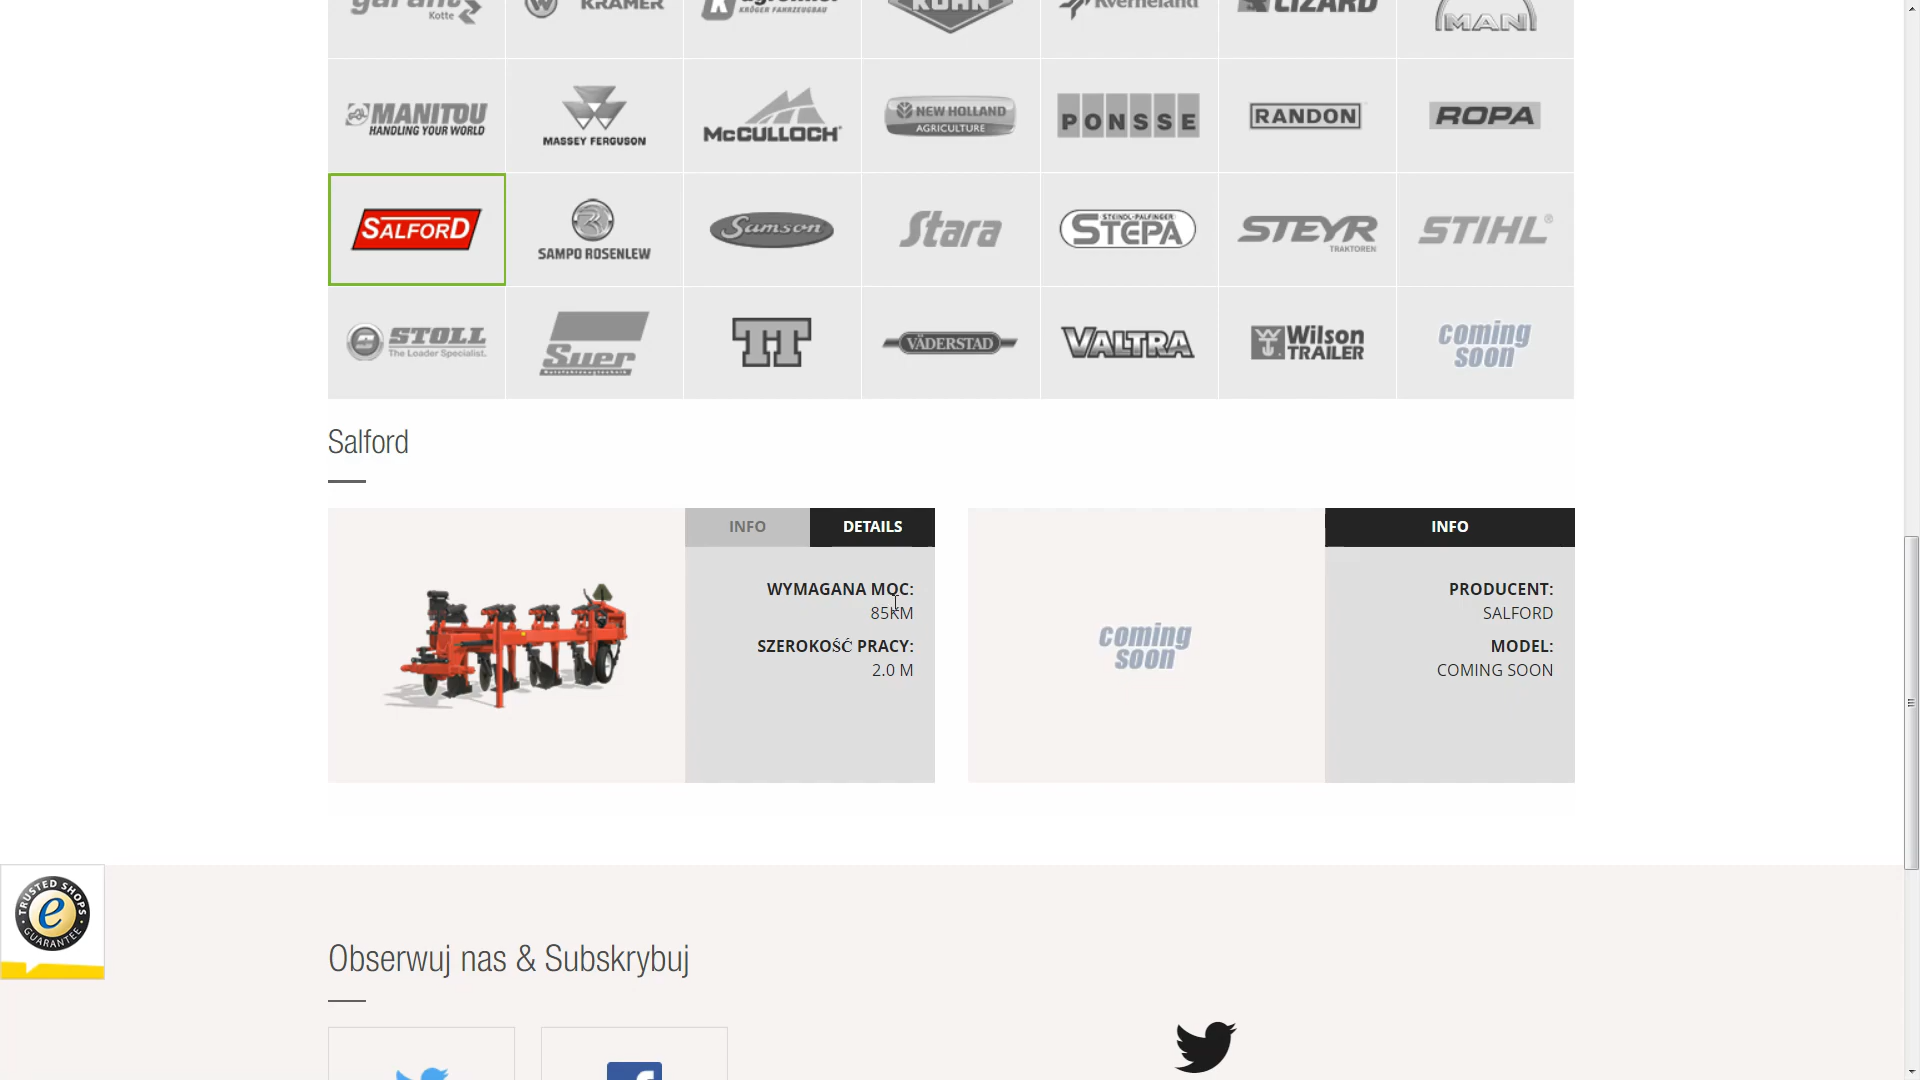 garant
Kotte
KRAMER
KRÖGER FAHRZEUGBAU
KUHN
Kverneland
LIZARD
MAN
MANITOU
HANDLING YOUR WORLD
MASSEY FERGUSON
McCULLOCH
NEW HOLLAND
AGRICULTURE
PONSSE
RANDON
ROPA
SALFORD
SAMPO ROSENLEW
Samson
Stara
STEINDL-PALFINGER
STEPA
STEYR
TRAKTOREN
STIHL®
STOLL
The Loader Specialist.
Suer
TT
VÄDERSTAD
VALTRA
Wilson
TRAILER
coming
soon
Salford
INFO
DETAILS
WYMAGANA MOC:
85KM
SZEROKOŚĆ PRACY:
2.0 M
coming
soon
INFO
PRODUCENT:
SALFORD
MODEL:
COMING SOON
TRUSTED SHOPS
e
GUARANTEE
Obserwuj nas & Subskrybuj